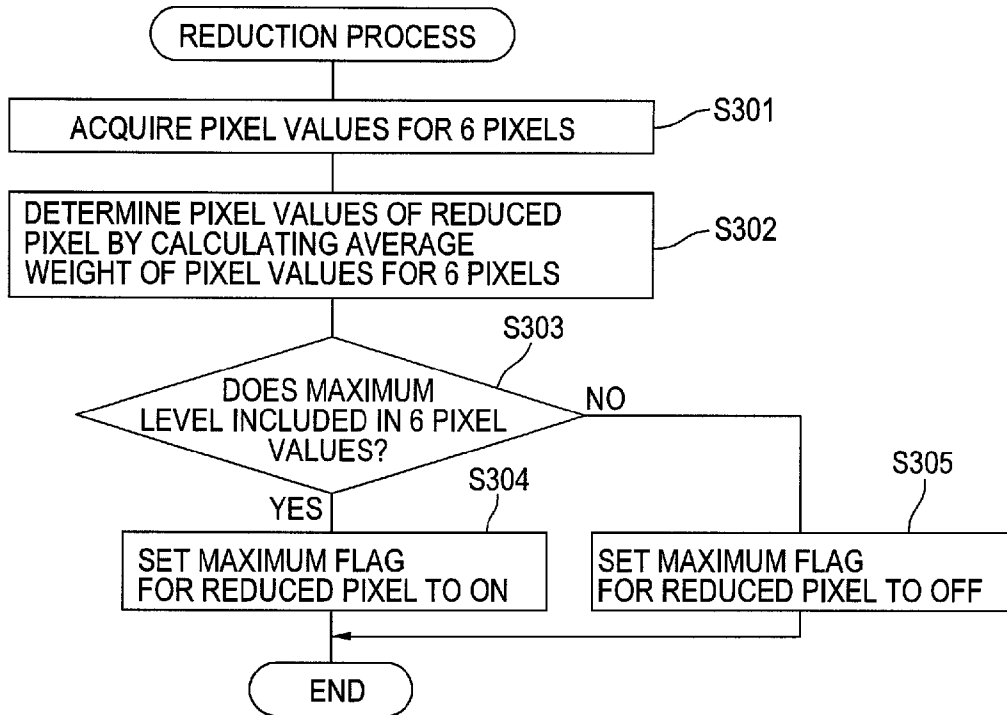 REDUCTION PROCESS
ACQUIRE PIXEL VALUES FOR 6 PIXELS
S301
DETERMINE PIXEL VALUES OF REDUCED
PIXEL BY CALCULATING AVERAGE
WEIGHT OF PIXEL VALUES FOR 6 PIXELS
S302
S303
DOES MAXIMUM
LEVEL INCLUDED IN 6 PIXEL
VALUES?
NO
YES
S304
SET MAXIMUM FLAG
FOR REDUCED PIXEL TO ON
S305
SET MAXIMUM FLAG
FOR REDUCED PIXEL TO OFF
END